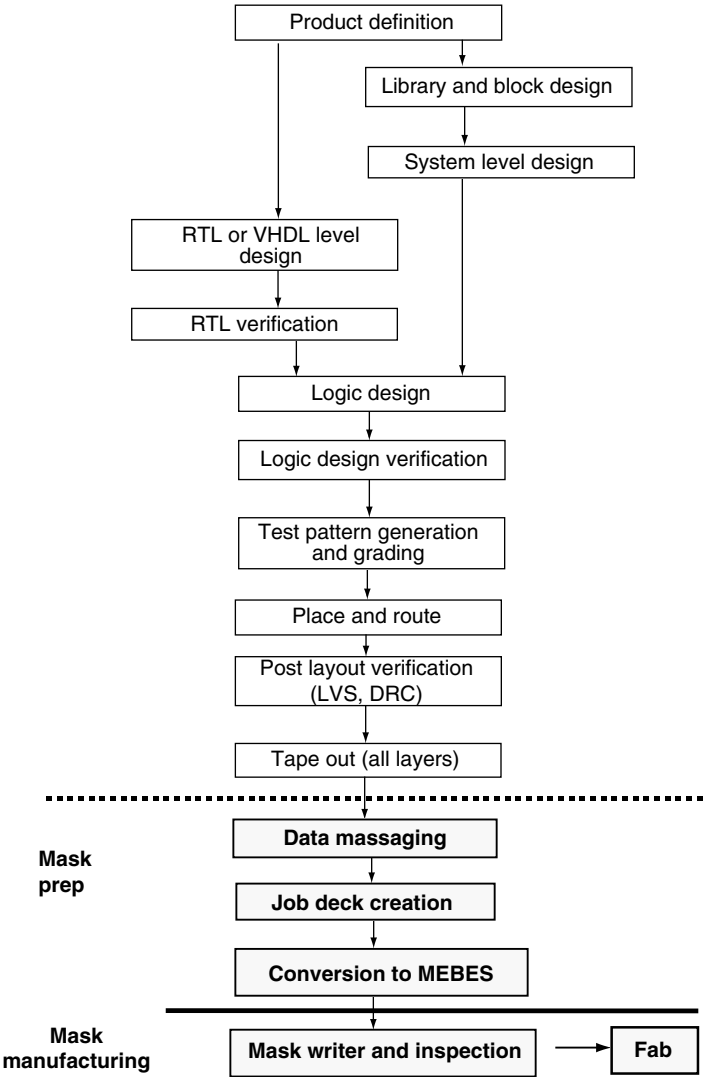 Product definition
Library and block design
System level design
RTL or VHDL level
design
RTL verification
Logic design
Logic design verification
Test pattern generation
and grading
Place and route
Post layout verification
(LVS, DRC)
Tape out (all layers)
Mask
prep
Data massaging
Job deck creation
Conversion to MEBES
Mask
manufacturing
Mask writer and inspection
Fab